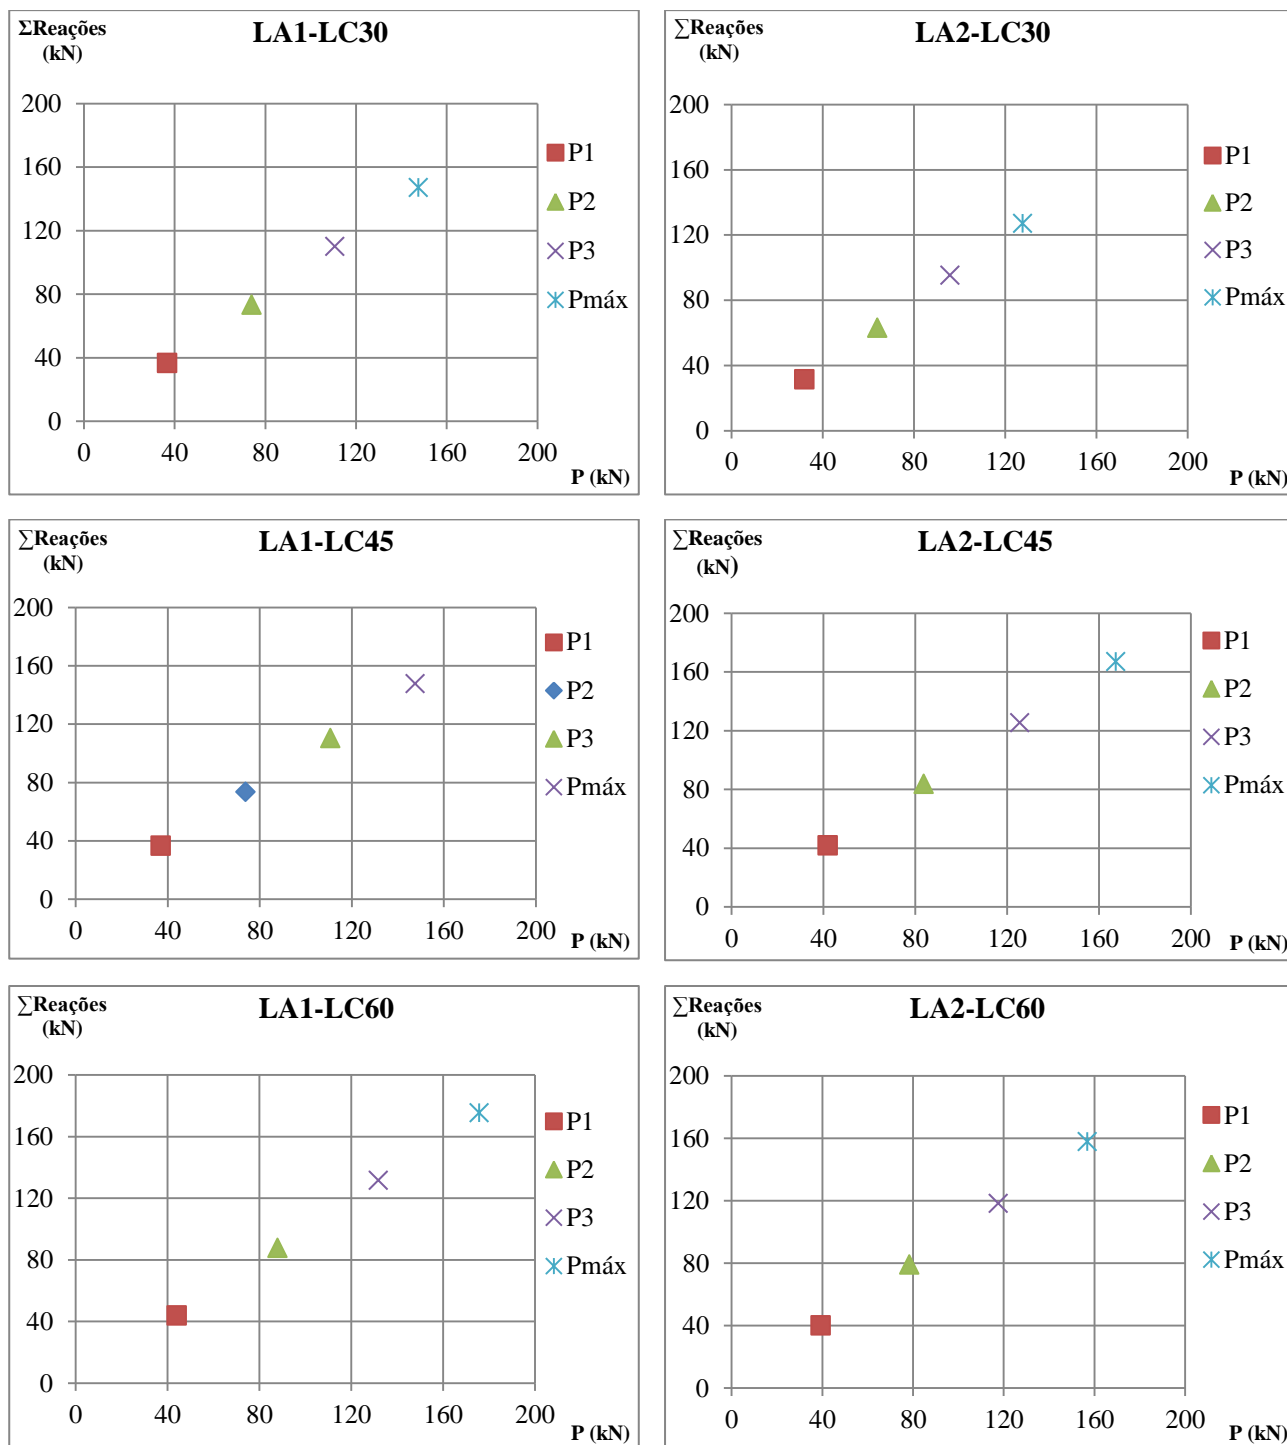 ΣReações
(kN)
LA1-LC30
200
160
120
80
40
0
0 40 80 120 160 200
P (kN)
P1
P2
P3
Pmáx
∑Reações
(kN)
LA2-LC30
200
160
120
80
40
0
0 40 80 120 160 200
P (kN)
P1
P2
P3
Pmáx
∑Reações
(kN)
LA1-LC45
200
160
120
80
40
0
0 40 80 120 160 200
P (kN)
P1
P2
P3
Pmáx
∑Reações
(kN)
LA2-LC45
200
160
120
80
40
0
0 40 80 120 160 200
P (kN)
P1
P2
P3
Pmáx
∑Reações
(kN)
LA1-LC60
200
160
120
80
40
0
0 40 80 120 160 200
P (kN)
P1
P2
P3
Pmáx
∑Reações
(kN)
LA2-LC60
200
160
120
80
40
0
0 40 80 120 160 200
P (kN)
P1
P2
P3
Pmáx